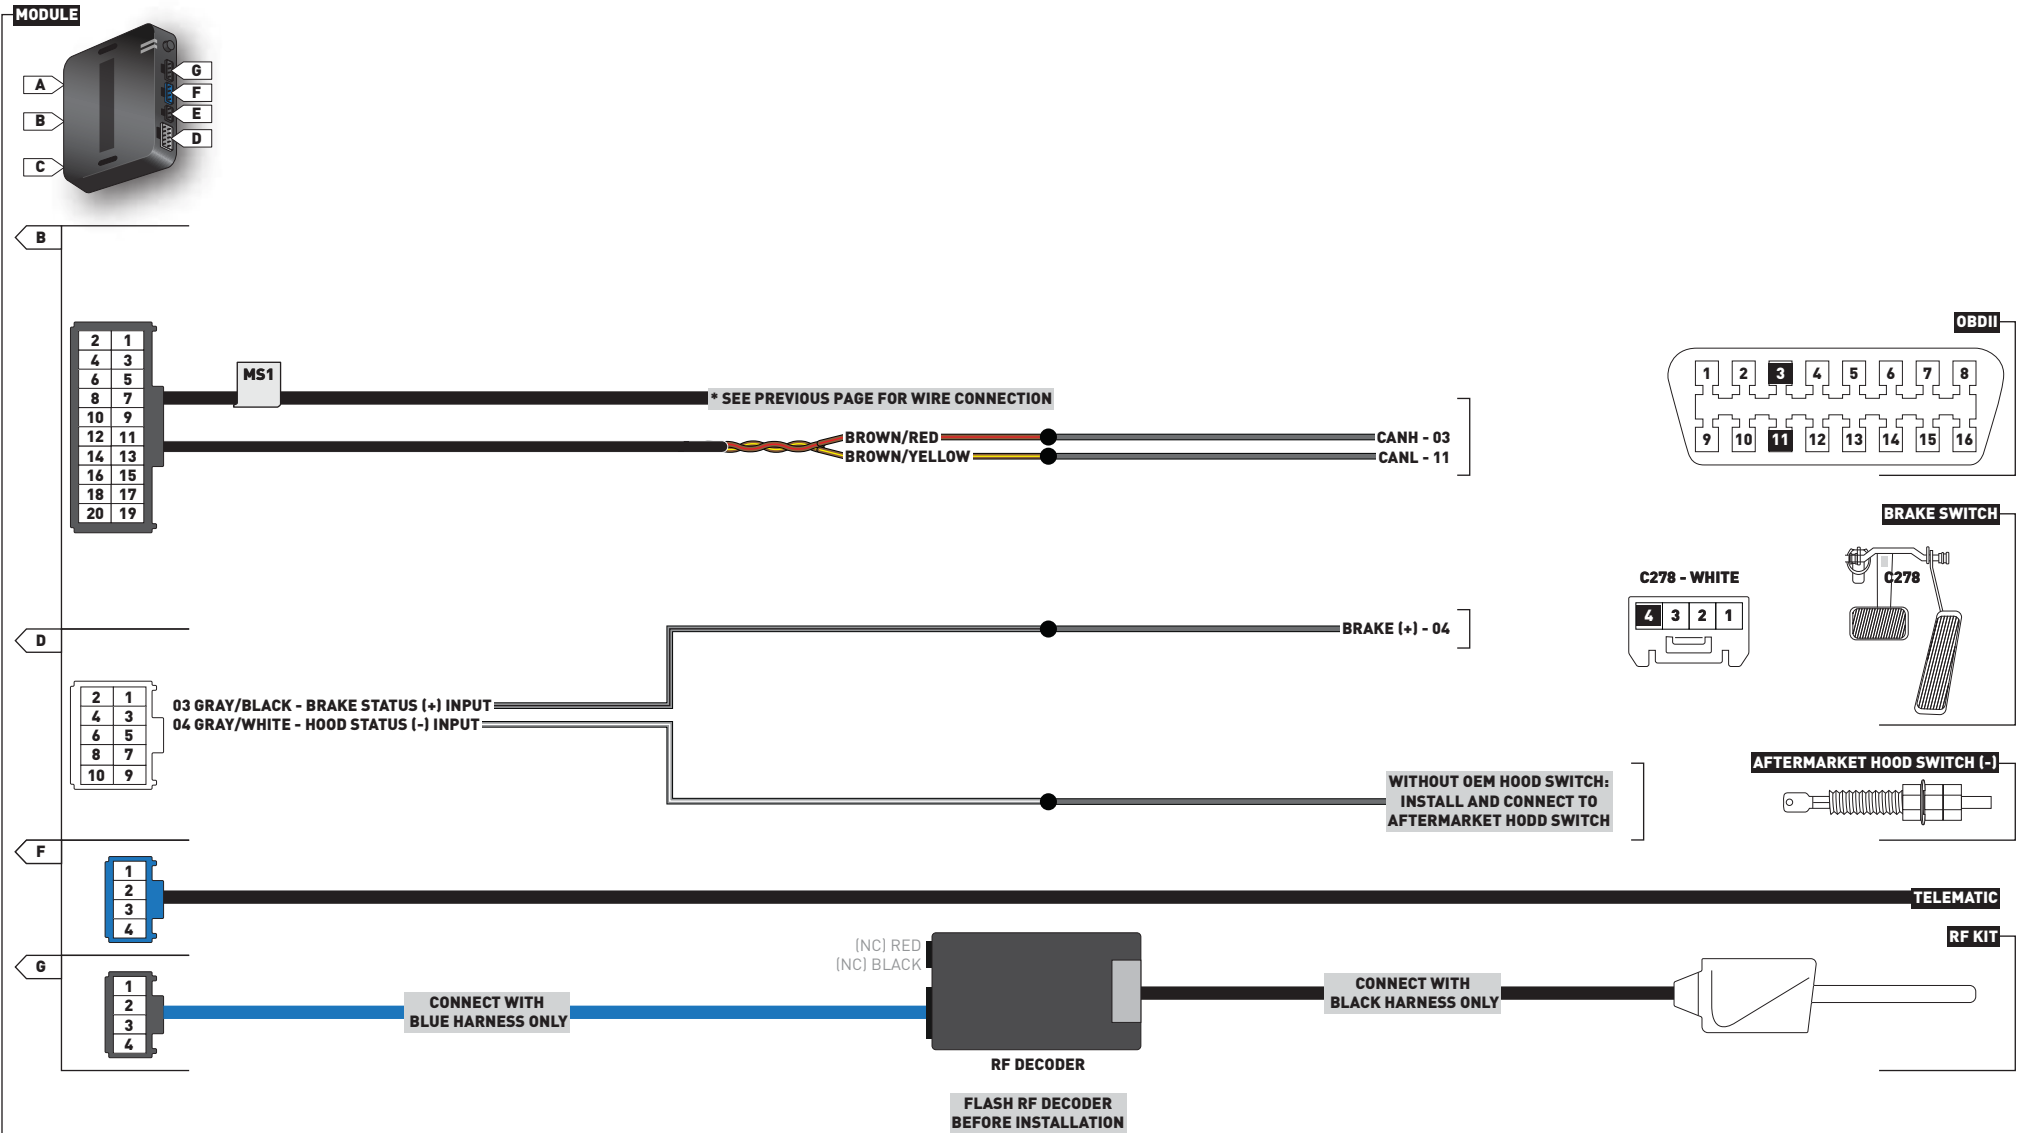 MODULE
A
B
C
G
F
E
D
B
2 1
4 3
6 5
8 7
10 9
12 11
14 13
16 15
18 17
20 19
MS1
* SEE PREVIOUS PAGE FOR WIRE CONNECTION
BROWN/RED
CANH - 03
BROWN/YELLOW
CANL - 11
OBDII
1 2 3 4 5 6 7 8
9 10 11 12 13 14 15 16
BRAKE SWITCH
C278
C278 - WHITE
4 3 2 1
D
BRAKE (+) - 04
2 1
4 3
6 5
8 7
10 9
03 GRAY/BLACK - BRAKE STATUS (+) INPUT
04 GRAY/WHITE - HOOD STATUS (-) INPUT
WITHOUT OEM HOOD SWITCH:
INSTALL AND CONNECT TO
AFTERMARKET HODD SWITCH
AFTERMARKET HOOD SWITCH (-)
F
1
2
3
4
TELEMATIC
G
1
2
3
4
CONNECT WITH
BLUE HARNESS ONLY
(NC) RED
(NC) BLACK
RF DECODER
CONNECT WITH
BLACK HARNESS ONLY
RF KIT
FLASH RF DECODER
BEFORE INSTALLATION